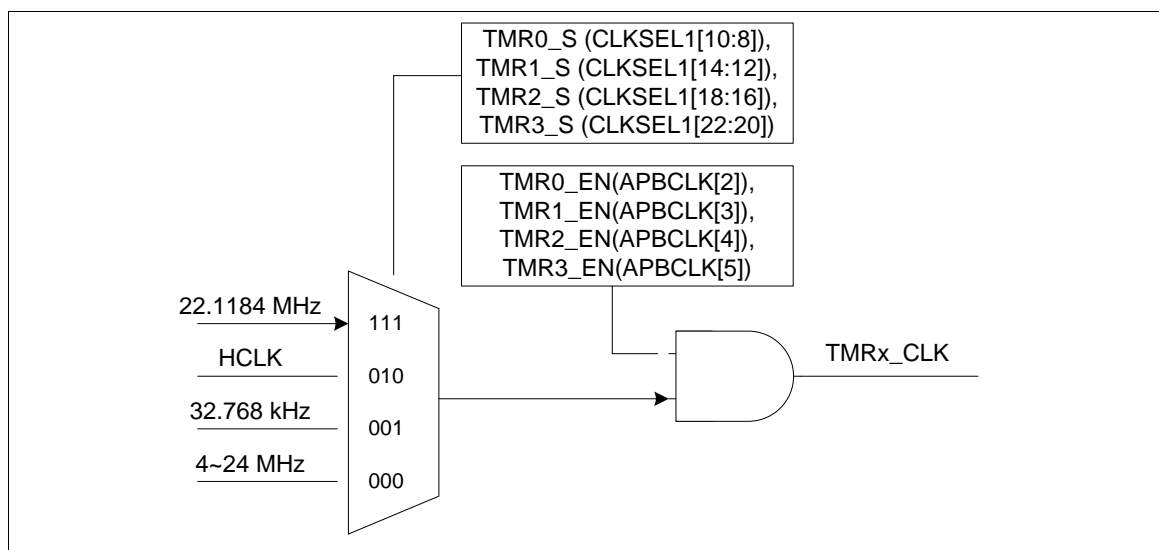 TMR0_S (CLKSEL1[10:8]),
TMR1_S (CLKSEL1[14:12]),
TMR2_S (CLKSEL1[18:16]),
TMR3_S (CLKSEL1[22:20])
TMR0_EN(APBCLK[2]),
TMR1_EN(APBCLK[3]),
TMR2_EN(APBCLK[4]),
TMR3_EN(APBCLK[5])
22.1184 MHz
111
HCLK
010
32.768 kHz
001
4~24 MHz
000
TMRx_CLK